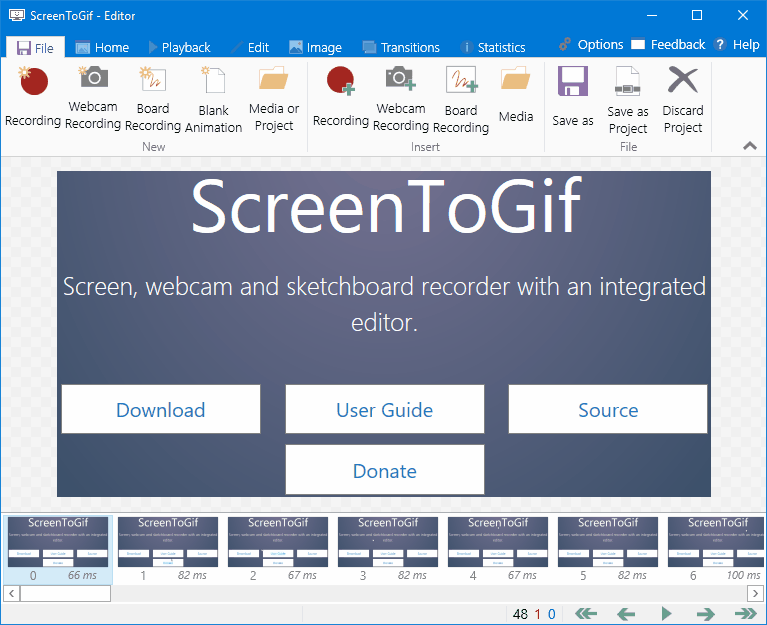 ScreenToGif - Editor
File Home Playback Edit Image Transitions Statistics Options Feedback ? Help
Recording
Webcam Recording
Board Recording
Blank Animation
Media or Project
New
Recording
Webcam Recording
Board Recording
Media
Insert
Save as
Save as Project
Discard Project
File
ScreenToGif
Screen, webcam and sketchboard recorder with an integrated
editor.
Download User Guide Source
Donate
ScreenToGif ScreenToGif ScreenToGif ScreenToGif ScreenToGif ScreenToGif ScreenToGif
0 66 ms 1 82 ms 2 67 ms 3 82 ms 4 67 ms 5 82 ms 6 100 ms
48 1 0